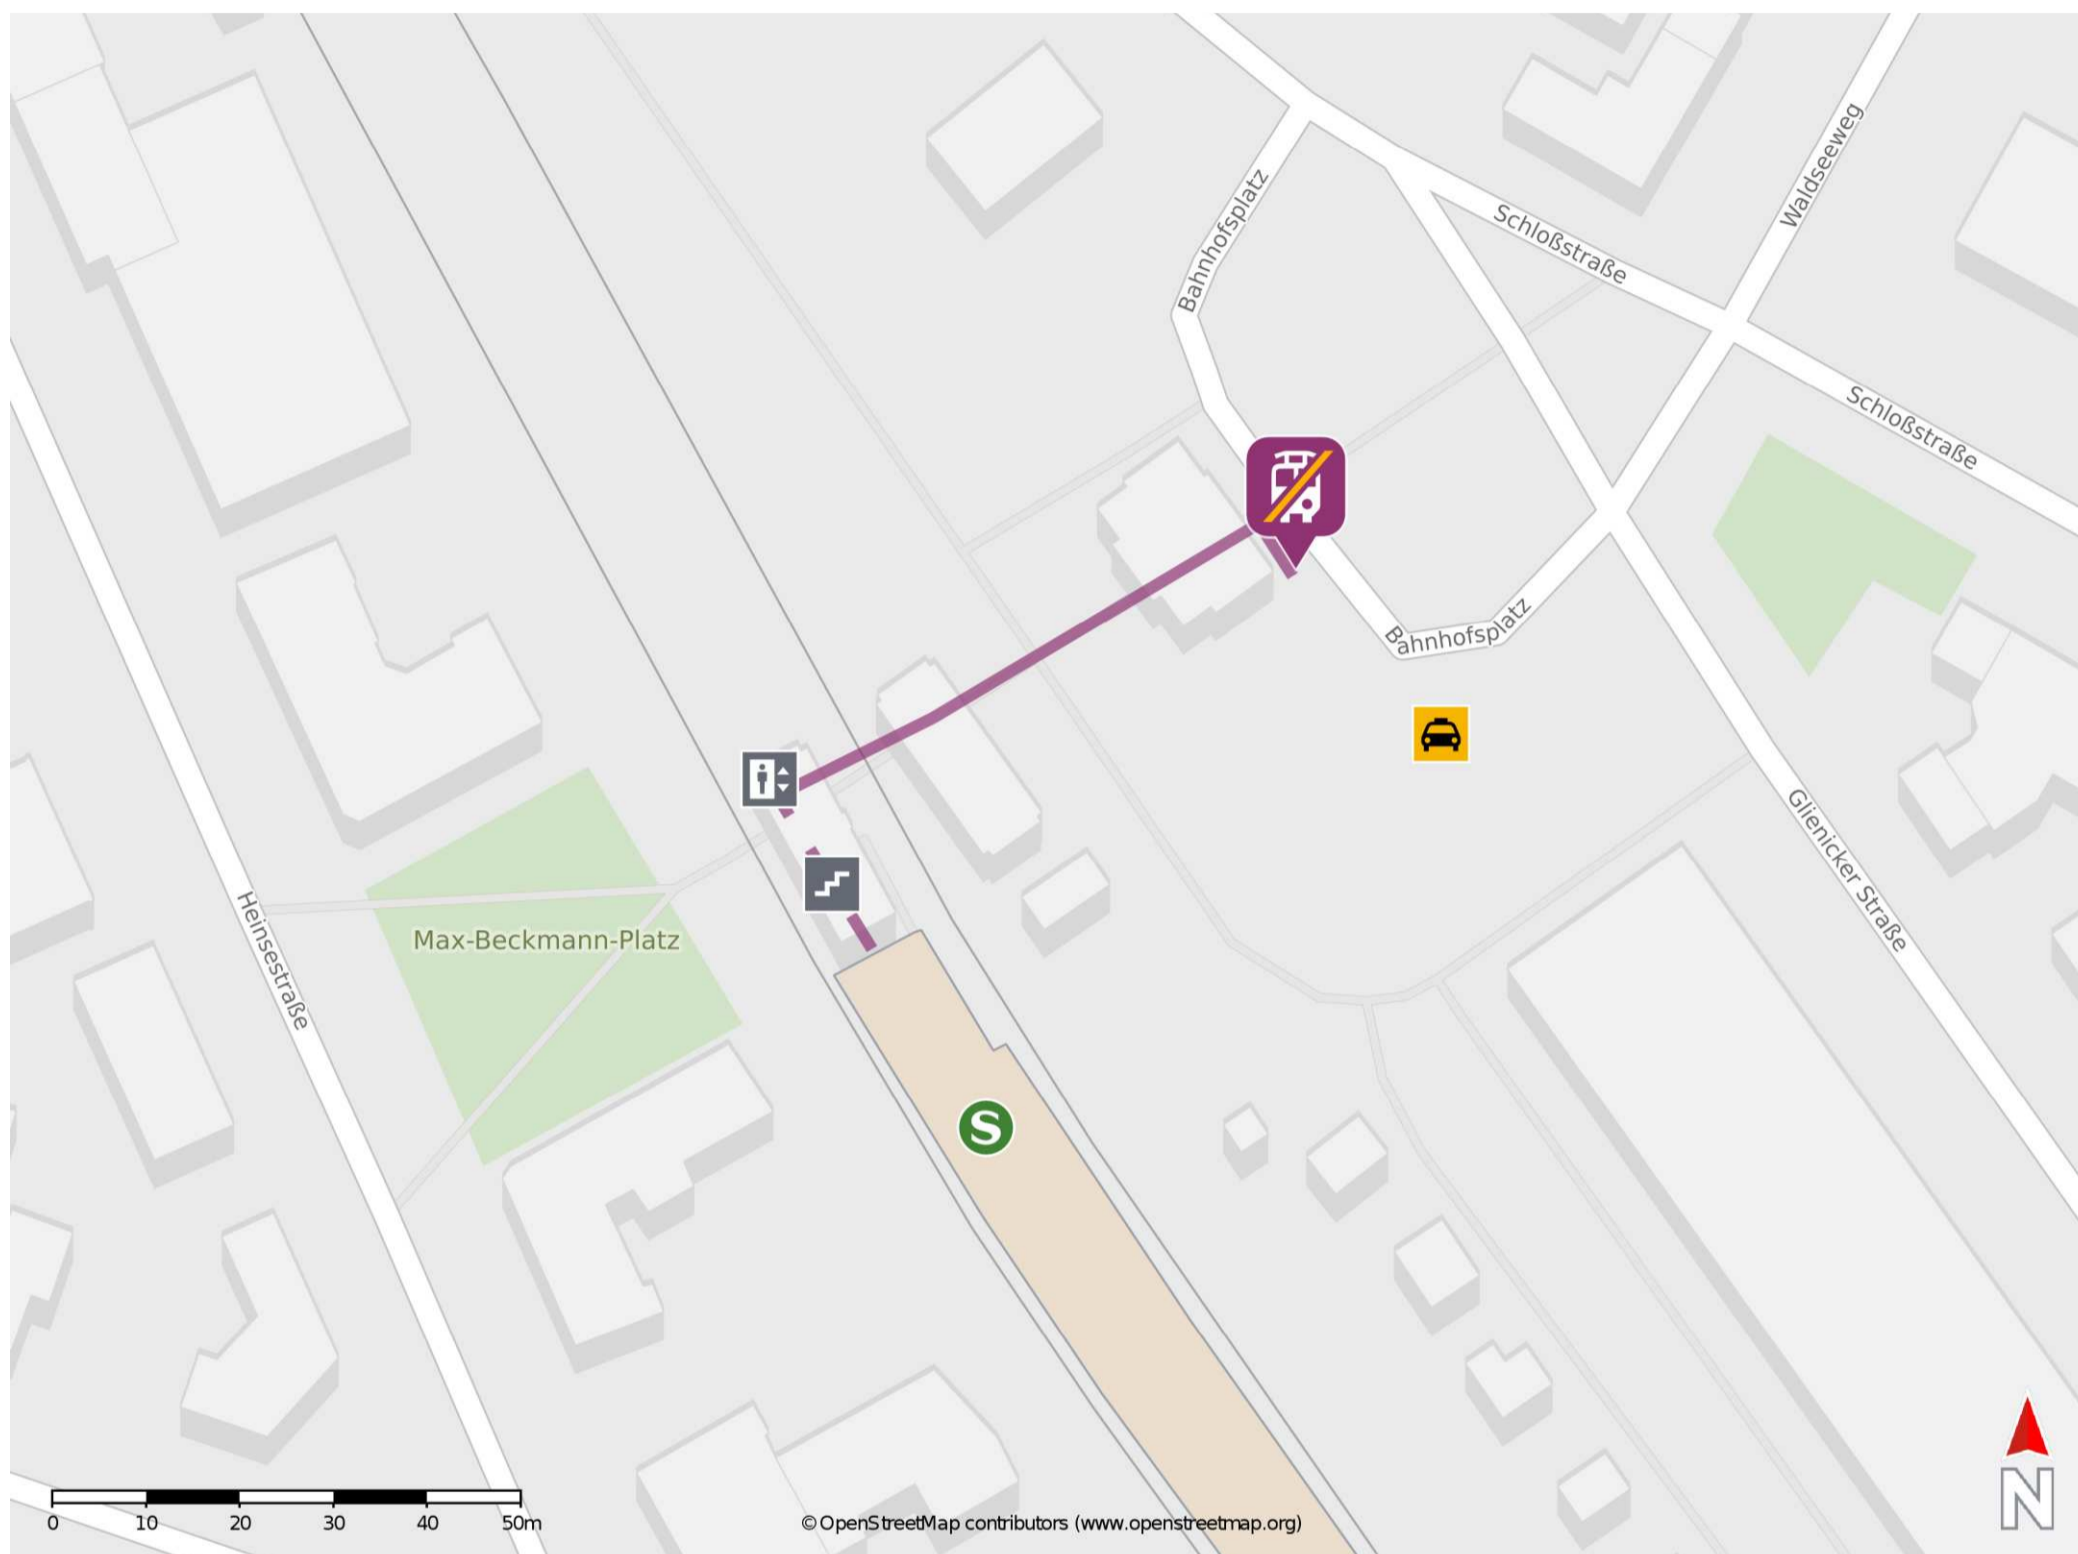 Waldseeweg
Bahnhofsplatz
Schloßstraße
Schloßstraße
Bahnhofsplatz
Glienicker Straße
Heinsestraße
Max-Beckmann-Platz
S
0 10 20 30 40 50m
© OpenStreetMap contributors (www.openstreetmap.org)
N